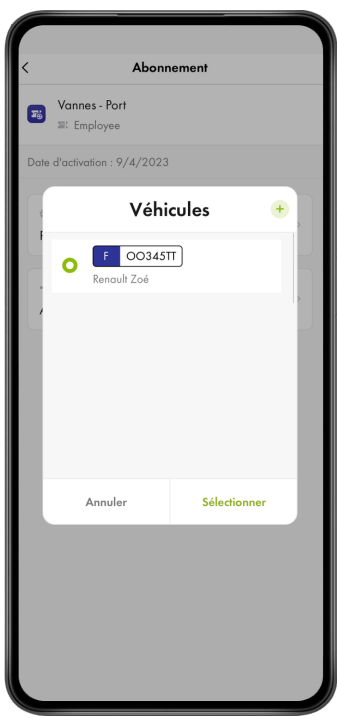 Abonnement
Vannes - Port
Employee
Date d'activation : 9/4/2023
Véhicules
F OO345TT
Renault Zoé
Annuler
Sélectionner